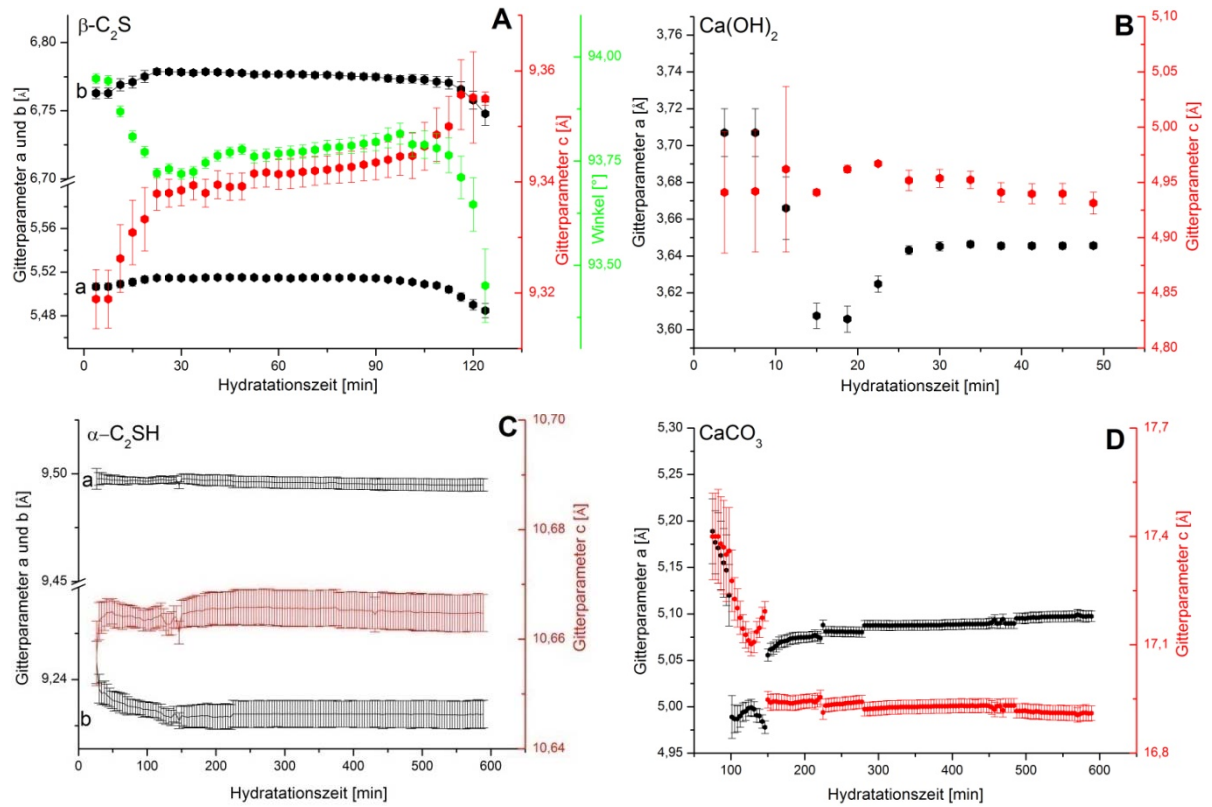 β-C₂S
A
6,80
6,75
6,70
5,56
5,52
5,48
b
a
Gitterparameter a und b [Å]
0
30
60
90
120
Hydratationszeit [min]
9,36
9,34
9,32
Gitterparameter c [Å]
94,00
93,75
93,50
Winkel [°]
Ca(OH)₂
B
3,76
3,74
3,72
3,70
3,68
3,66
3,64
3,62
3,60
Gitterparameter a [Å]
0
10
20
30
40
50
Hydratationszeit [min]
5,10
5,05
5,00
4,95
4,90
4,85
4,80
Gitterparameter c [Å]
α–C₂SH
C
9,50
9,45
9,24
a
b
Gitterparameter a und b [Å]
0
100
200
300
400
500
600
Hydratationszeit [min]
10,70
10,68
10,66
10,64
Gitterparameter c [Å]
CaCO₃
D
5,30
5,25
5,20
5,15
5,10
5,05
5,00
4,95
Gitterparameter a [Å]
100
200
300
400
500
600
Hydratationszeit [min]
17,7
17,4
17,1
16,8
Gitterparameter c [Å]